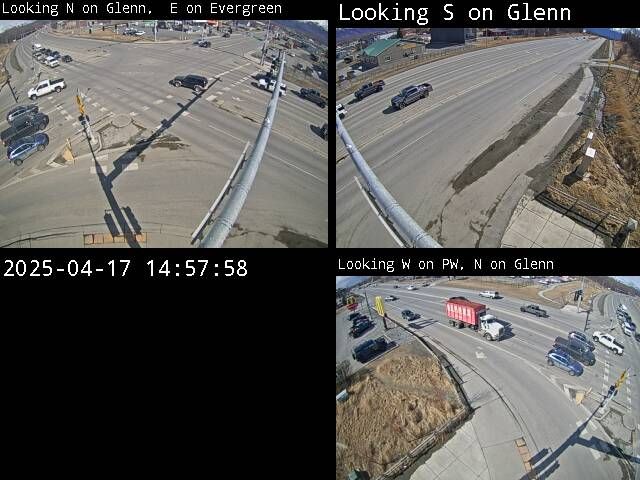 Looking N on Glenn,  E on Evergreen
Looking S on Glenn
2025-04-17 14:57:58
Looking W on PW, N on Glenn